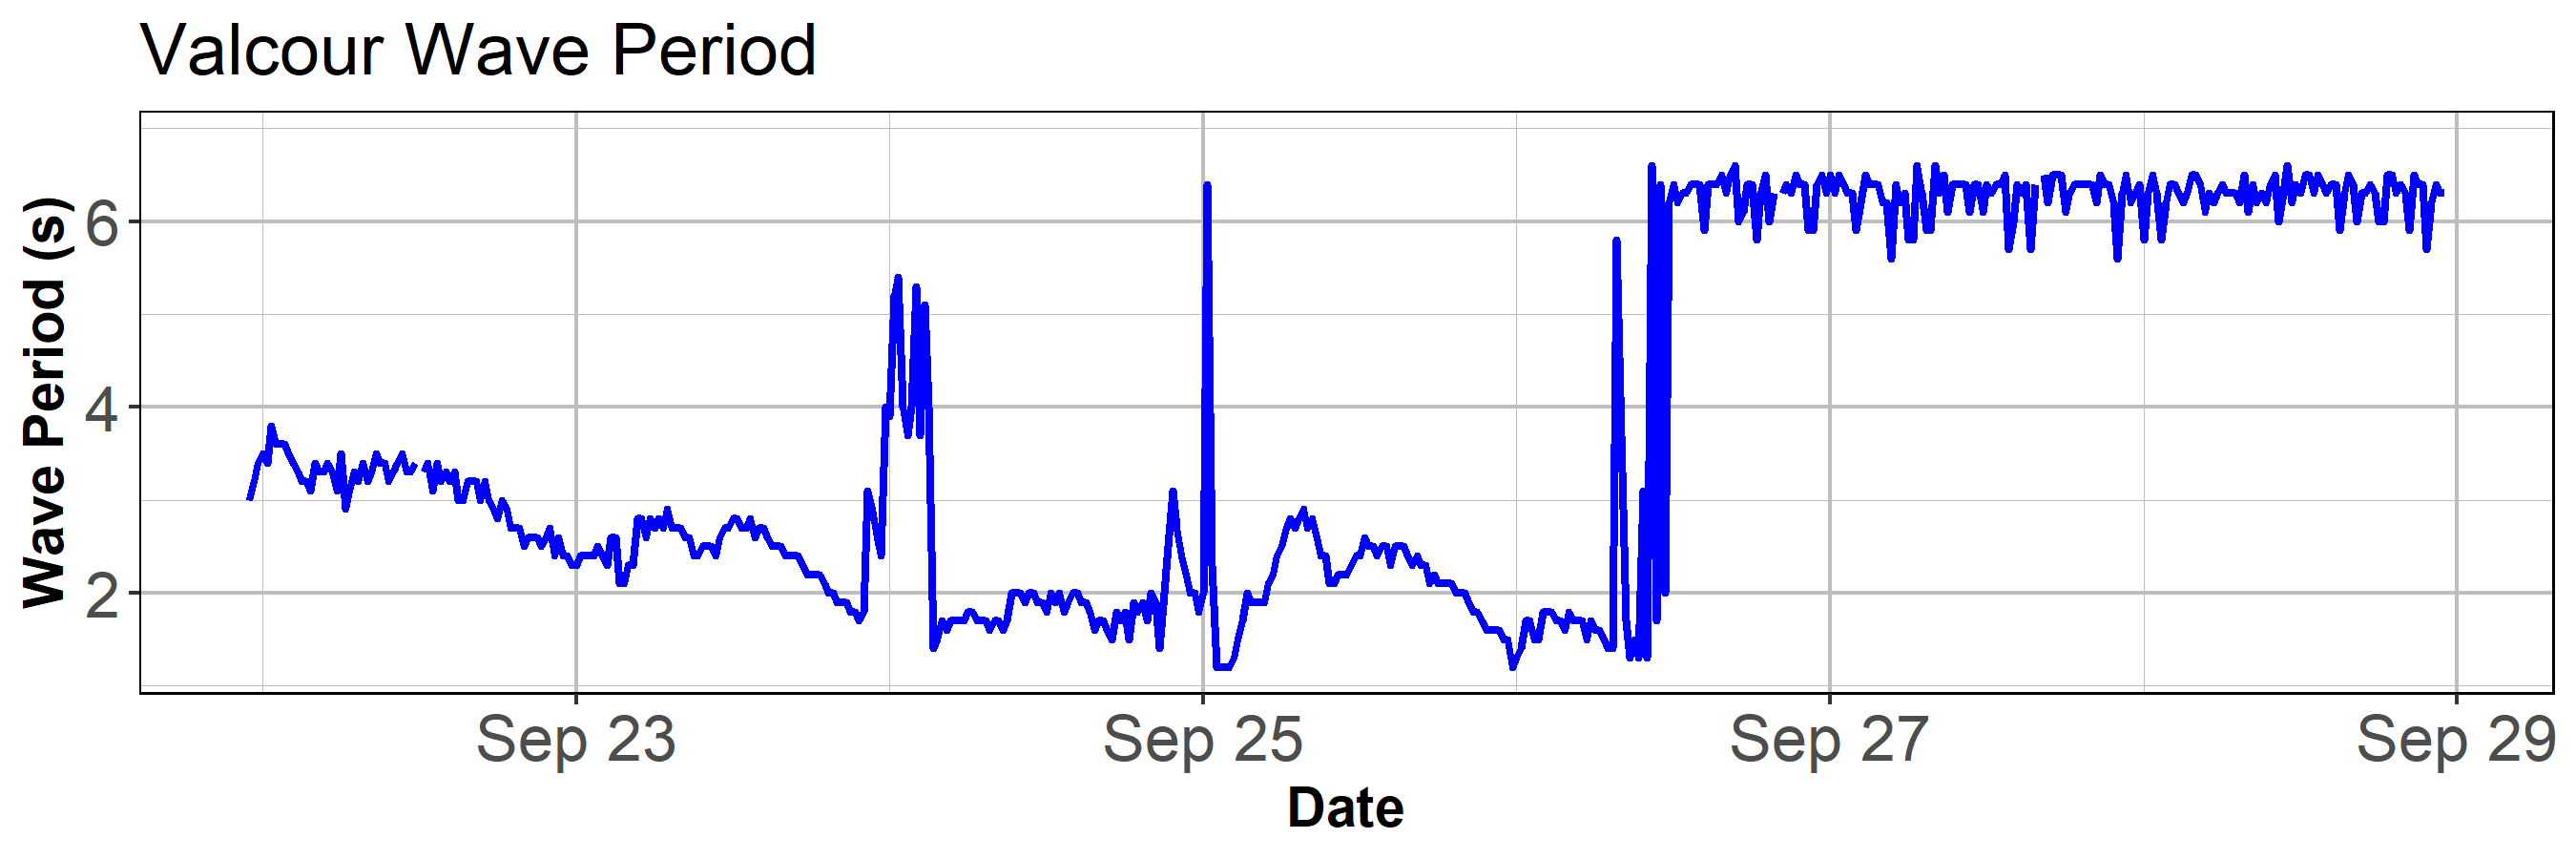 Valcour Wave Period
Wave Period (s)
6
4
2
Sep 23
Sep 25
Sep 27
Sep 29
Date